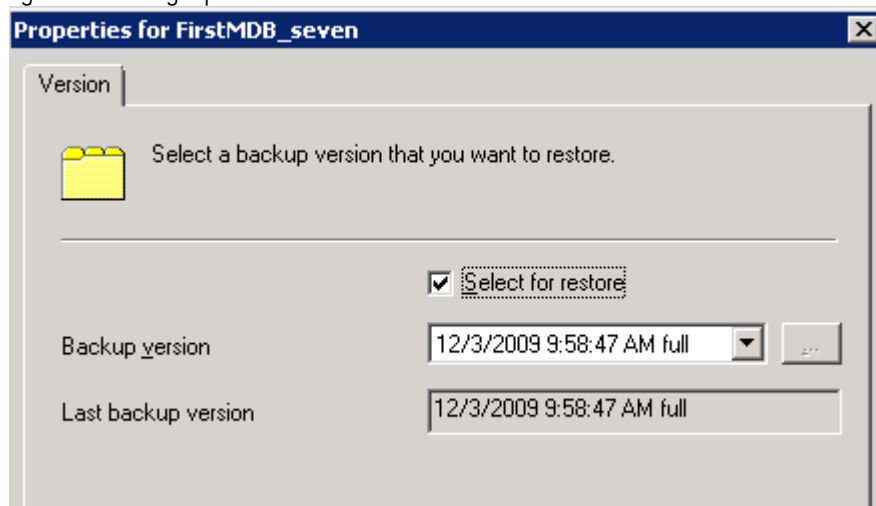 Properties for FirstMDB_seven
Version
Select a backup version that you want to restore.
Select for restore
Backup version 12/3/2009 9:58:47 AM full ...
Last backup version 12/3/2009 9:58:47 AM full